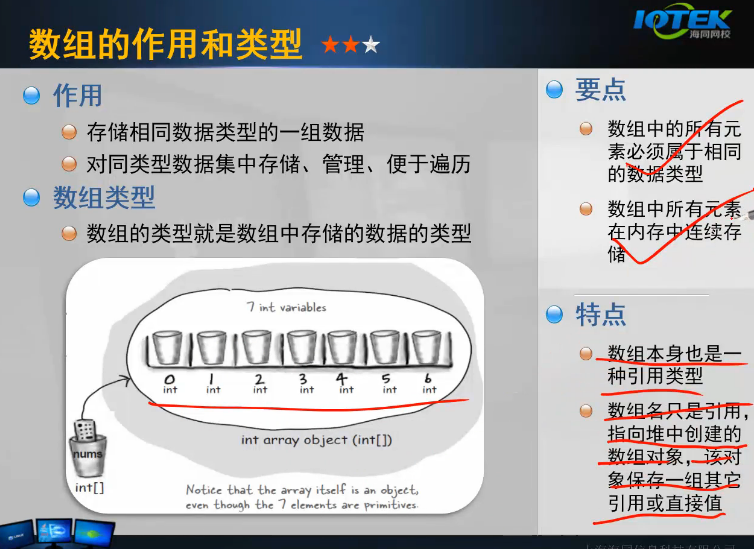 数组的作用和类型
IOTEK
海同网校
作用
存储相同数据类型的一组数据
对同类型数据集中存储、管理、便于遍历
数组类型
数组的类型就是数组中存储的数据的类型
7 int variables
0 1 2 3 4 5 6
int int int int int int int
nums
int[]
int array object (int[])
Notice that the array itself is an object,
even though the 7 elements are primitives.
要点
数组中的所有元
素必须属于相同
的数据类型
数组中所有元素
在内存中连续存
储
特点
数组本身也是一
种引用类型
数组名只是引用，
指向堆中创建的
数组对象，该对
象保存一组其它
引用或直接值